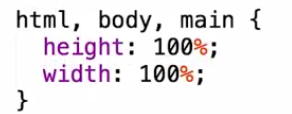 html, body, main {
  height: 100%;
  width: 100%;
}